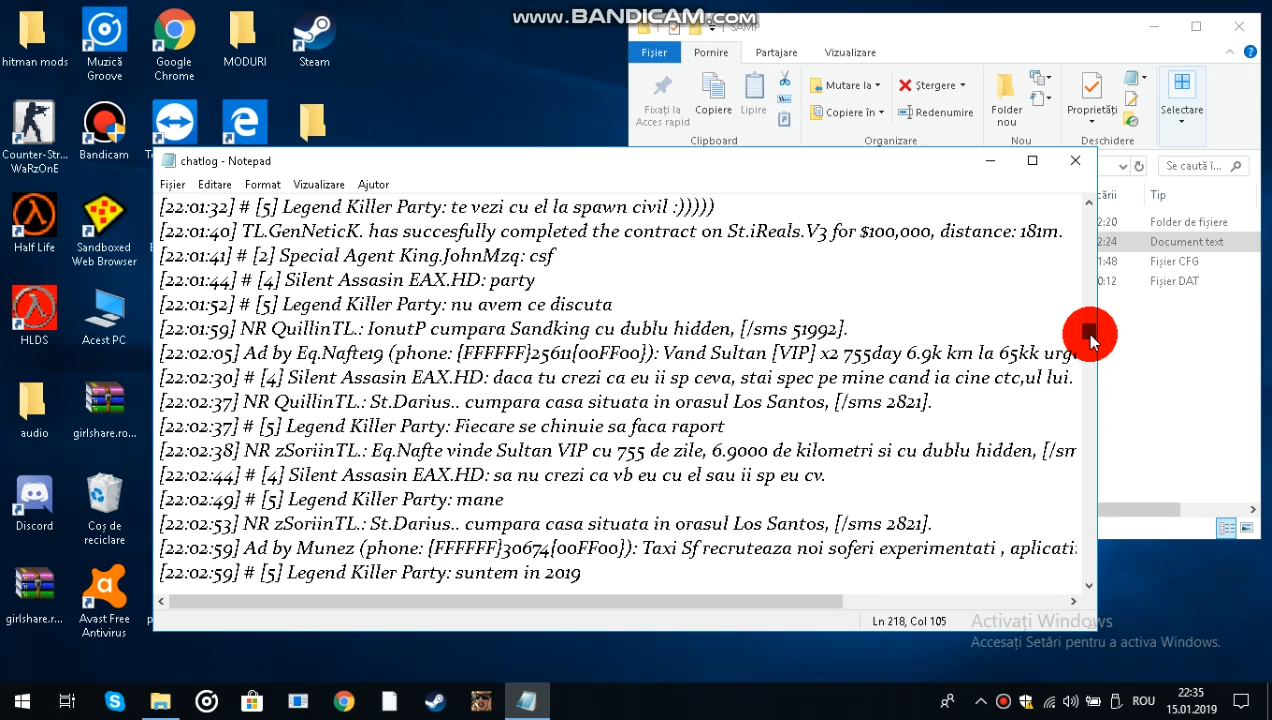 www.BANDICAM.com
hitman mods
Muzică
Groove
Google
Chrome
MODURI
Steam
Counter-Str...
WaRzOnE
Bandicam
Half Life
Sandboxed
Web Browser
HLDS
Acest PC
audio
girlshare.ro...
Discord
Coș de
reciclare
girlshare.r...
Avast Free
Antivirus
SAMP
Fișier
Pornire
Partajare
Vizualizare
Fixați la
Acces rapid
Copiere
Lipire
Mutare la
Copiere în
Ștergere
Redenumire
Folder
nou
Proprietăți
Selectare
Clipboard
Organizare
Nou
Deschidere
Se caută î...
Tip
2:20 Folder de fișiere
2:24 Document text
1:48 Fișier CFG
0:12 Fișier DAT
chatlog - Notepad
Fișier Editare Format Vizualizare Ajutor
[22:01:32] # [5] Legend Killer Party: te vezi cu el la spawn civil :)))))
[22:01:40] TL.GenNeticK. has succesfully completed the contract on St.iReals.V3 for $100,000, distance: 181m.
[22:01:41] # [2] Special Agent King.JohnMzq: csf
[22:01:44] # [4] Silent Assasin EAX.HD: party
[22:01:52] # [5] Legend Killer Party: nu avem ce discuta
[22:01:59] NR QuillinTL.: IonutP cumpara Sandking cu dublu hidden, [/sms 51992].
[22:02:05] Ad by Eq.Nafte19 (phone: {FFFFFF}25611{00FF00}): Vand Sultan [VIP] x2 755day 6.9k km la 65kk urg
[22:02:30] # [4] Silent Assasin EAX.HD: daca tu crezi ca eu ii sp ceva, stai spec pe mine cand ia cine ctc,ul lui.
[22:02:37] NR QuillinTL.: St.Darius.. cumpara casa situata in orasul Los Santos, [/sms 2821].
[22:02:37] # [5] Legend Killer Party: Fiecare se chinuie sa faca raport
[22:02:38] NR zSoriinTL.: Eq.Nafte vinde Sultan VIP cu 755 de zile, 6.9000 de kilometri si cu dublu hidden, [/sm
[22:02:44] # [4] Silent Assasin EAX.HD: sa nu crezi ca vb eu cu el sau ii sp eu cv.
[22:02:49] # [5] Legend Killer Party: mane
[22:02:53] NR zSoriinTL.: St.Darius.. cumpara casa situata in orasul Los Santos, [/sms 2821].
[22:02:59] Ad by Munez (phone: {FFFFFF}30674{00FF00}): Taxi Sf recruteaza noi soferi experimentati , aplicati
[22:02:59] # [5] Legend Killer Party: suntem in 2019
Ln 218, Col 105
Activați Windows
Accesați Setări pentru a activa Windows.
ROU
22:35
15.01.2019